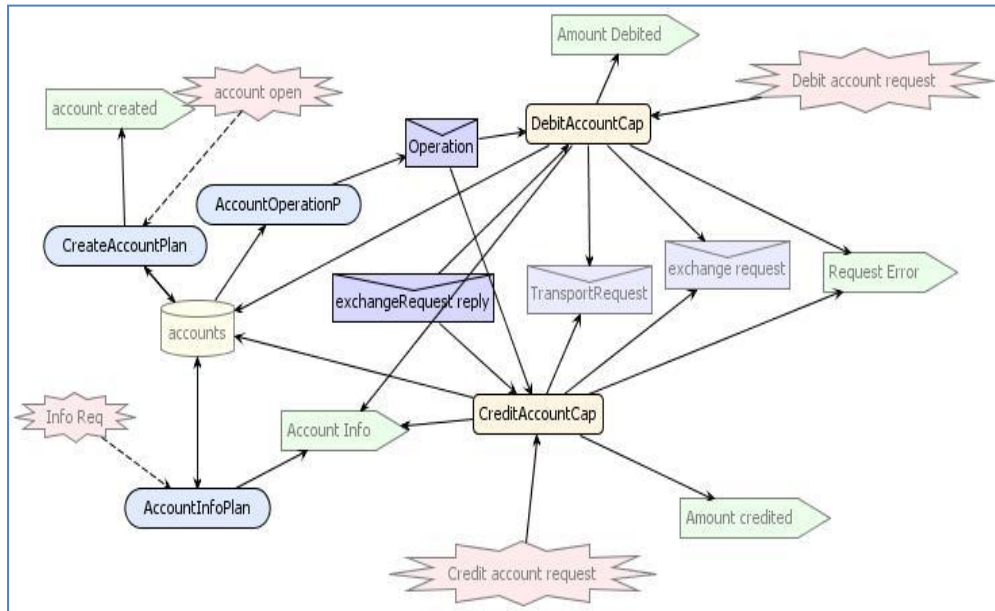 Amount Debited
account created
account open
Debit account request
DebitAccountCap
Operation
AccountOperationP
CreateAccountPlan
exchangeRequest reply
TransportRequest
exchange request
Request Error
accounts
Info Req
Account Info
CreditAccountCap
AccountInfoPlan
Amount credited
Credit account request